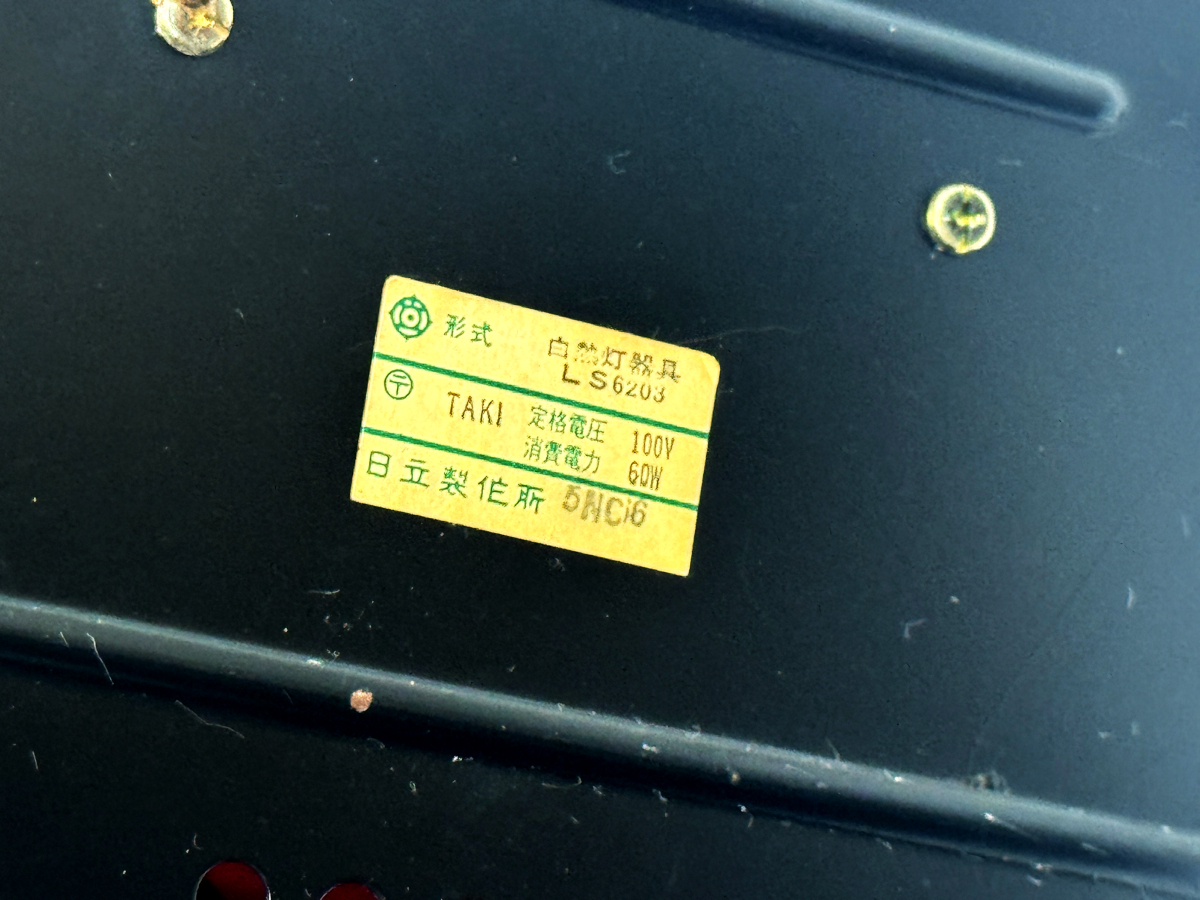 形式 白熱灯器具
LS6203
〒 TAKI 定格電圧 100V
消費電力 60W
日立製作所 5NCi6